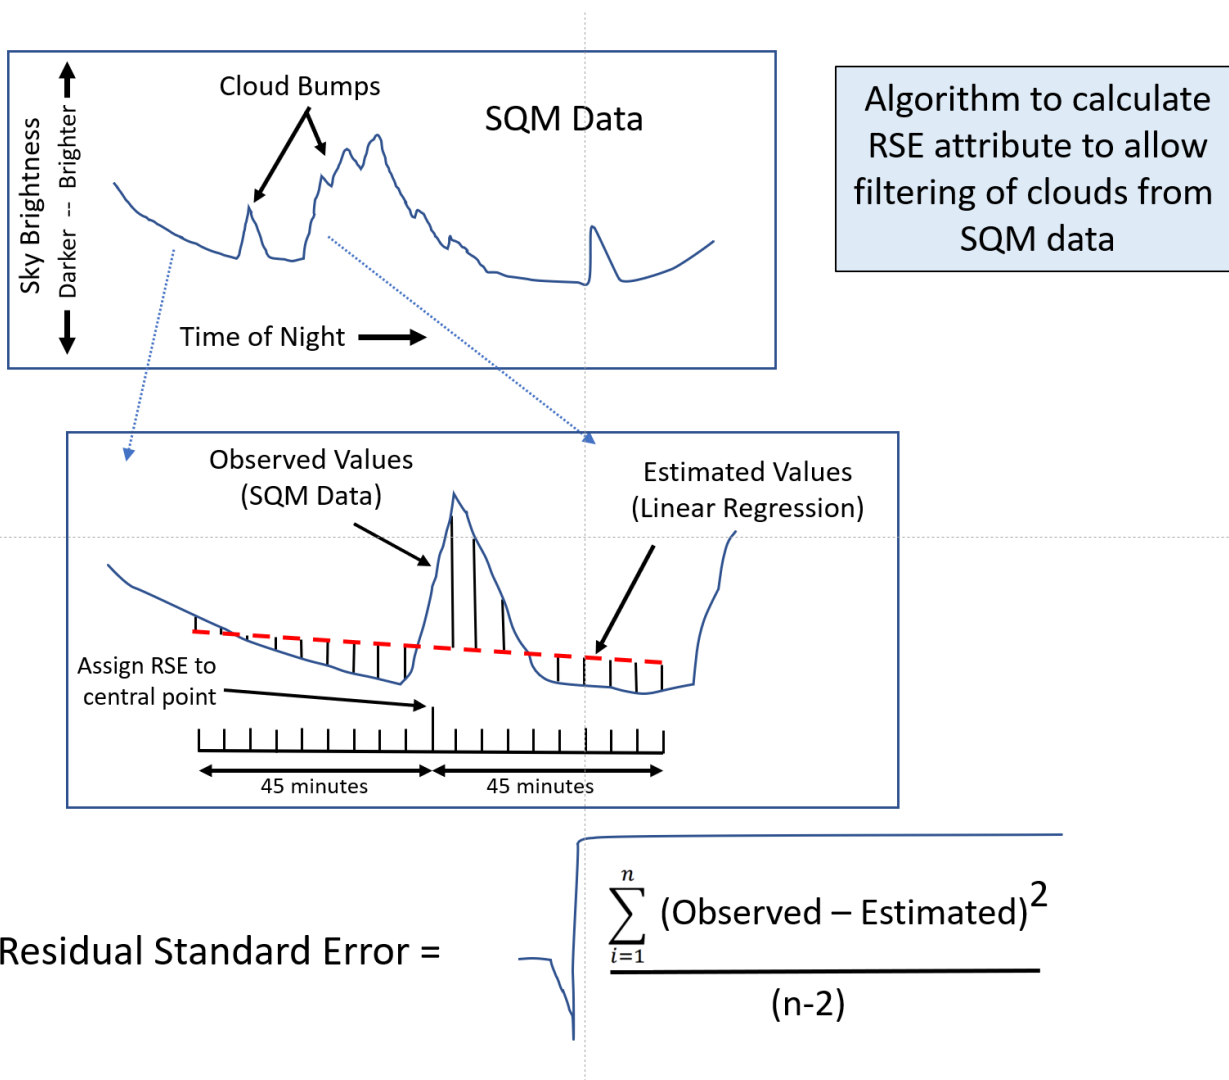 Cloud Bumps
SQM Data
Sky Brightness
Darker -- Brighter
Time of Night
Algorithm to calculate
RSE attribute to allow
filtering of clouds from
SQM data
Observed Values
(SQM Data)
Estimated Values
(Linear Regression)
Assign RSE to
central point
45 minutes
45 minutes
Residual Standard Error =
n
∑ (Observed – Estimated)²
i=1
(n-2)